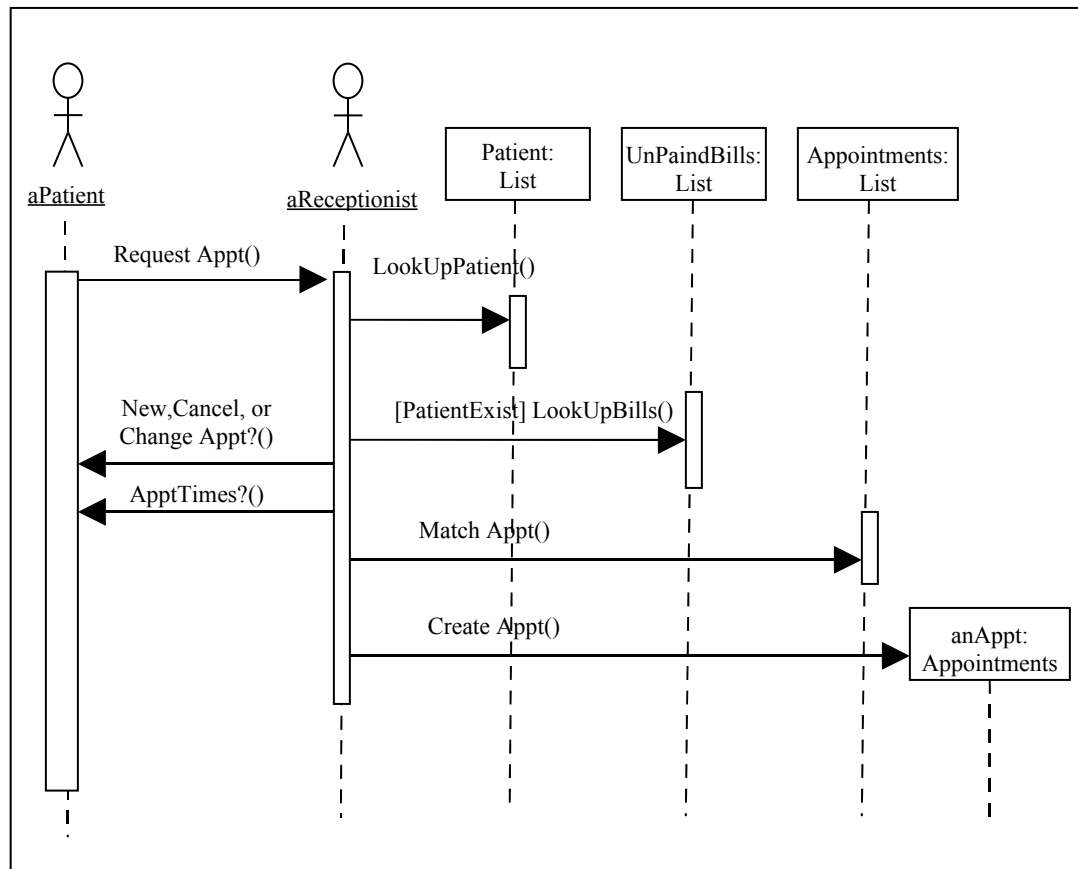 Patient:
List
UnPaindBills:
List
Appointments:
List
aPatient
aReceptionist
Request Appt()
LookUpPatient()
New,Cancel, or
Change Appt?()
[PatientExist] LookUpBills()
ApptTimes?()
Match Appt()
Create Appt()
anAppt:
Appointments